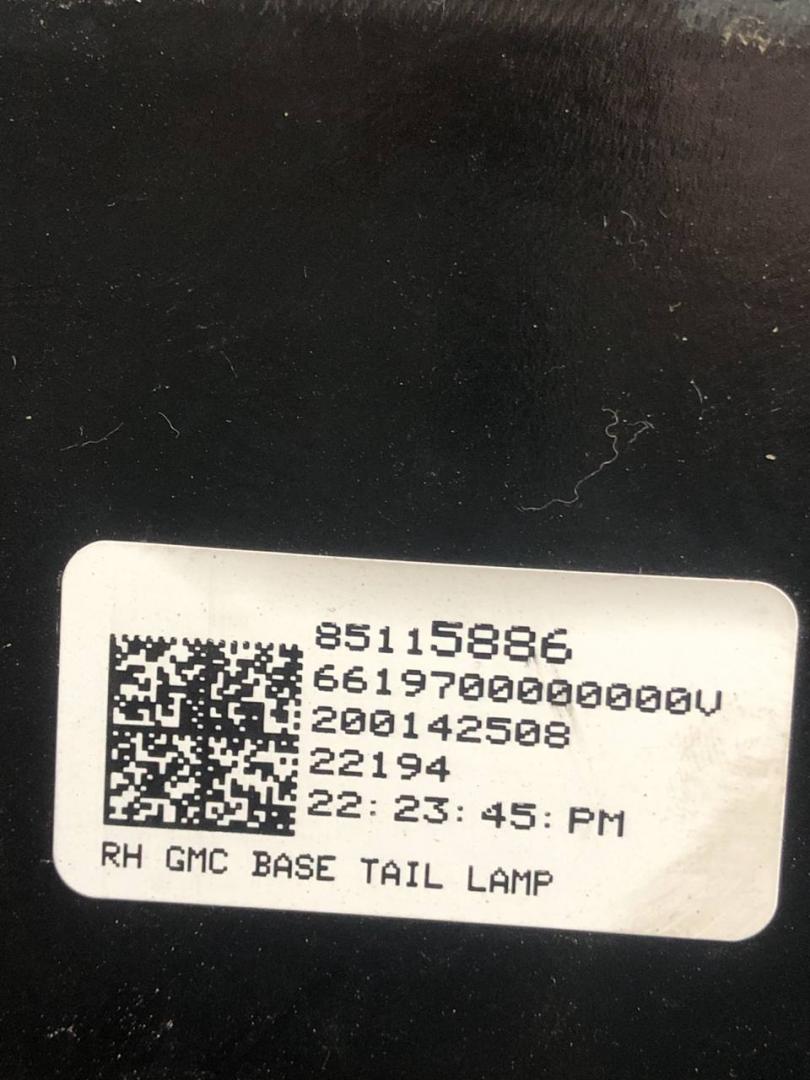 85115886
6619700000000V
200142508
22194
22:23:45:PM
RH GMC BASE TAIL LAMP